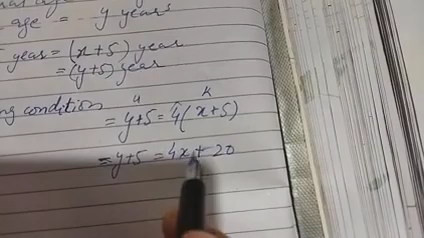 age = y years
year = (x+5) year
= (y+5) year
condition
= y+5 = 4(x+5)
= y+5 = 4x + 20